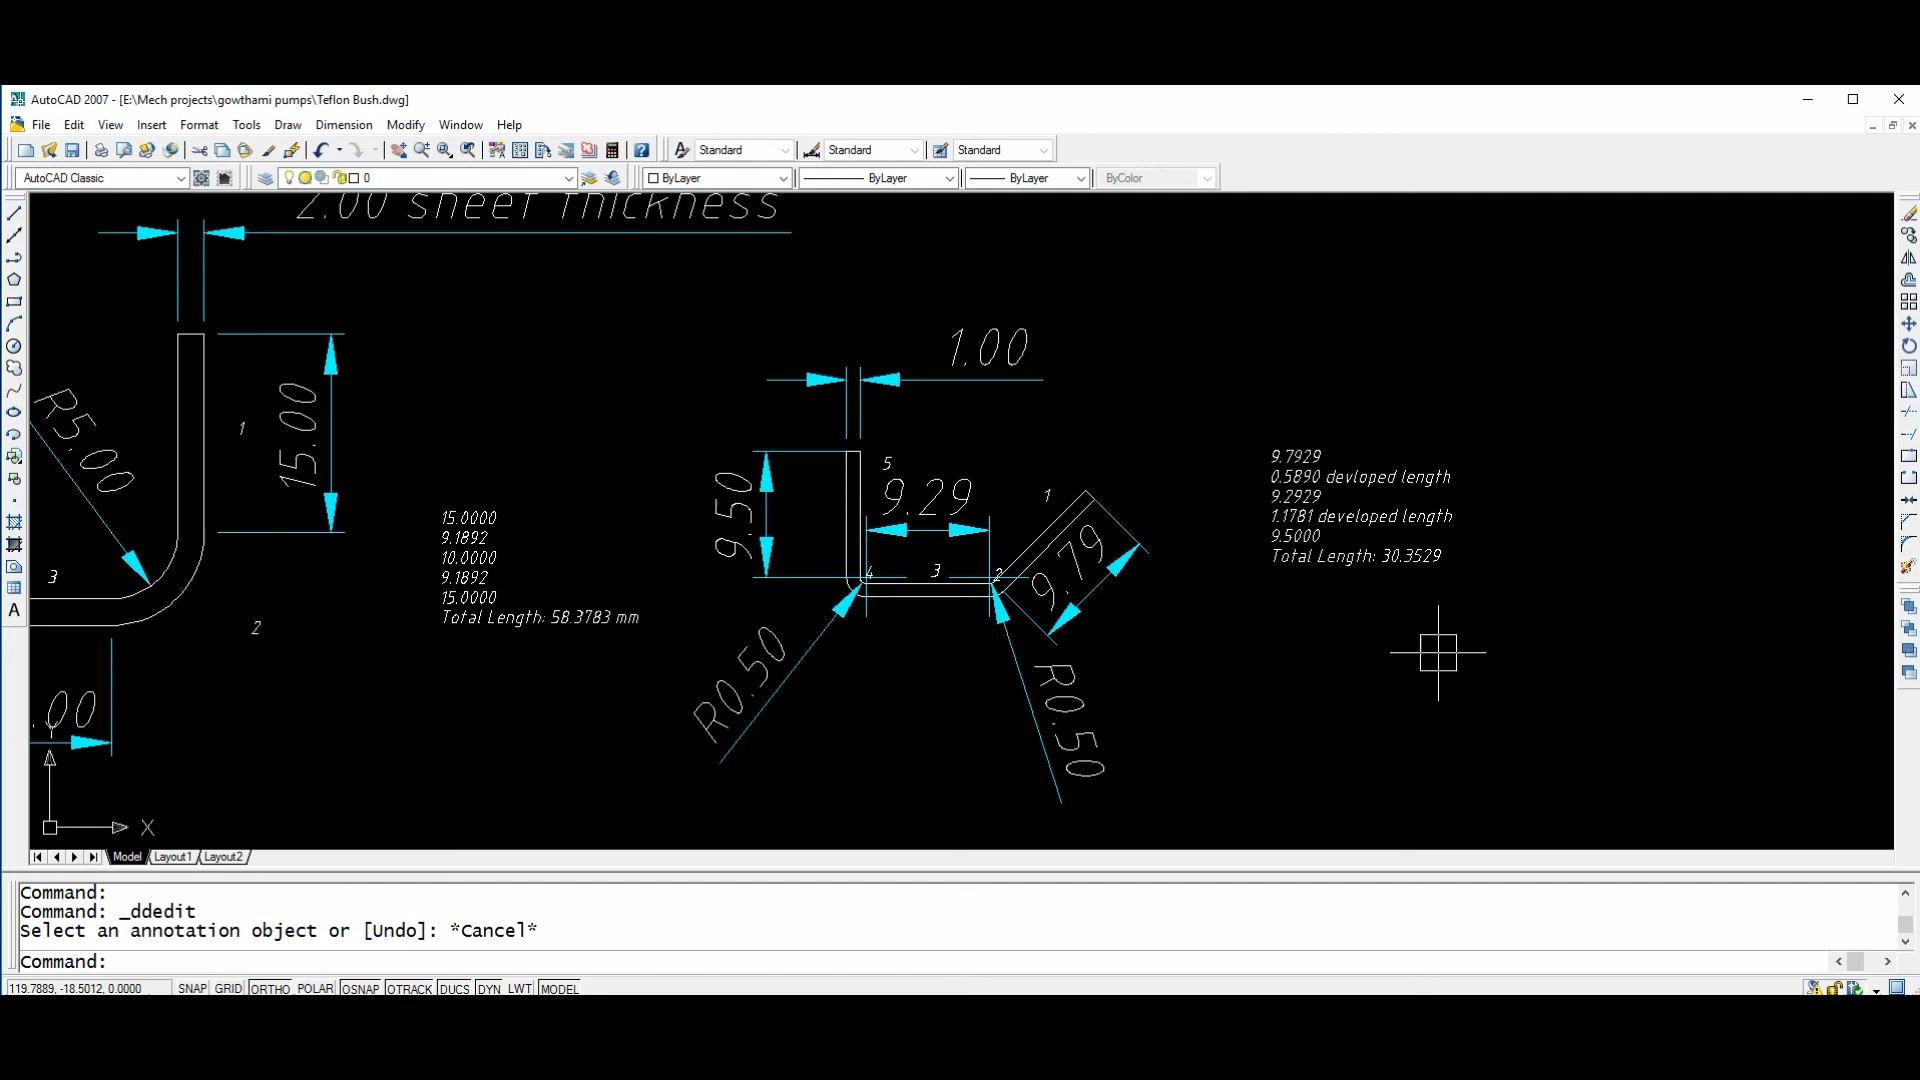 AutoCAD 2007 - [E:\Mech projects\gowthami pumps\Teflon Bush.dwg]
File Edit View Insert Format Tools Draw Dimension Modify Window Help
Standard Standard Standard
AutoCAD Classic 0 ByLayer ByLayer ByLayer ByColor
2.00 sheet thickness
1.00
R5.00
1
15.00
3
2
15.0000
9.1892
10.0000
9.1892
15.0000
Total Length: 58.3783 mm
9.50
5
9.29
1
4
3
2
9.79
R0.50
R0.50
9.7929
0.5890 devloped length
9.2929
1.1781 developed length
9.5000
Total Length: 30.3529
.00
Y
X
Model Layout1 Layout2
Command:
Command: _ddedit
Select an annotation object or [Undo]: *Cancel*
Command:
119.7889, -18.5012, 0.0000 SNAP GRID ORTHO POLAR OSNAP OTRACK DUCS DYN LWT MODEL